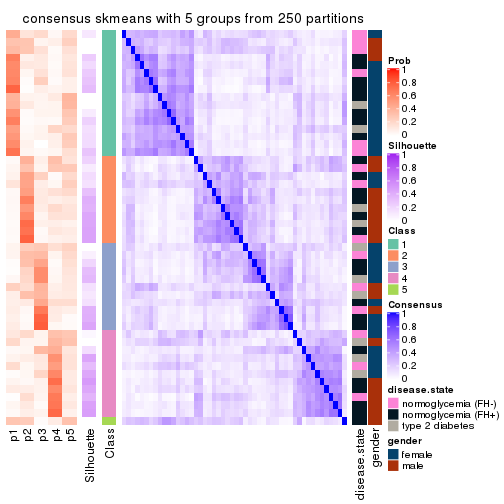 consensus skmeans with 5 groups from 250 partitions
Prob
1
0.8
0.6
0.4
0.2
0
Silhouette
1
0.8
0.6
0.4
0.2
0
Class
1
2
3
4
5
Consensus
1
0.8
0.6
0.4
0.2
0
disease.state
normoglycemia (FH-)
normoglycemia (FH+)
type 2 diabetes
gender
female
male
p1
p2
p3
p4
p5
Silhouette
Class
disease.state
gender